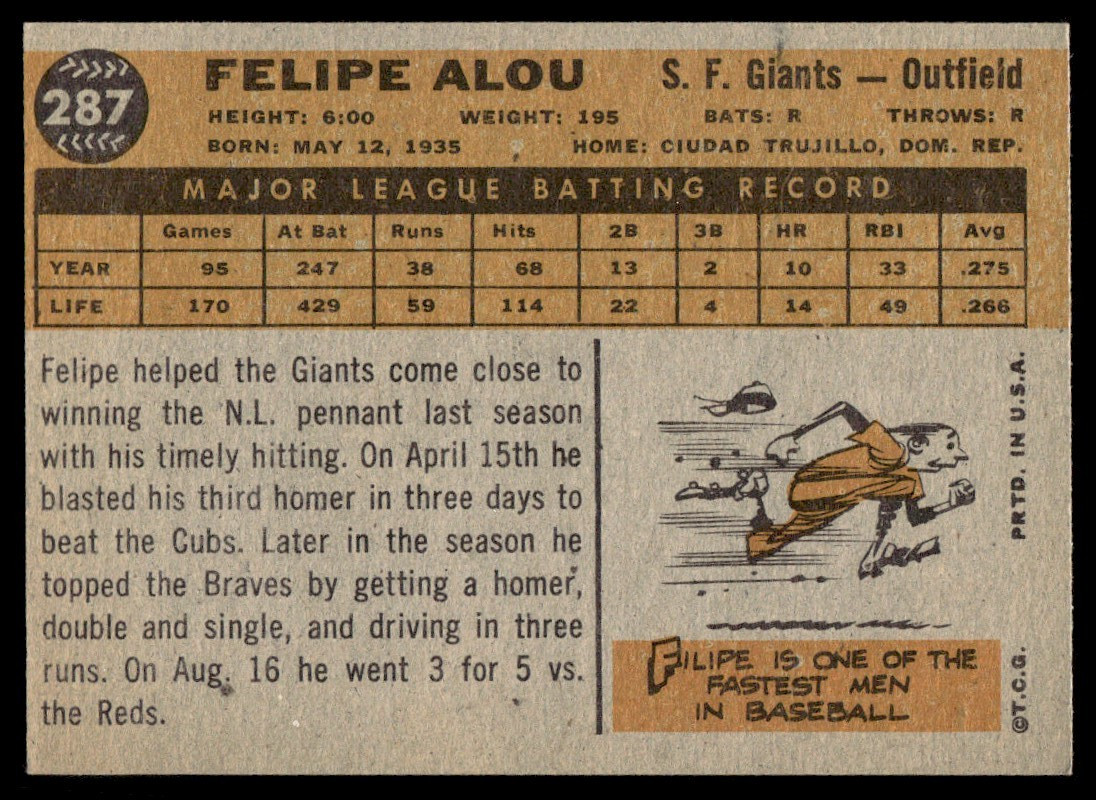 287
FELIPE ALOU S. F. Giants — Outfield
HEIGHT: 6:00 WEIGHT: 195 BATS: R THROWS: R
BORN: MAY 12, 1935 HOME: CIUDAD TRUJILLO, DOM. REP.
MAJOR LEAGUE BATTING RECORD
Games At Bat Runs Hits 2B 3B HR RBI Avg
YEAR 95 247 38 68 13 2 10 33 .275
LIFE 170 429 59 114 22 4 14 49 .266
Felipe helped the Giants come close to
winning the N.L. pennant last season
with his timely hitting. On April 15th he
blasted his third homer in three days to
beat the Cubs. Later in the season he
topped the Braves by getting a homer,
double and single, and driving in three
runs. On Aug. 16 he went 3 for 5 vs.
the Reds.
FILIPE IS ONE OF THE
FASTEST MEN
IN BASEBALL
©T.C.G. PRTD. IN U.S.A.